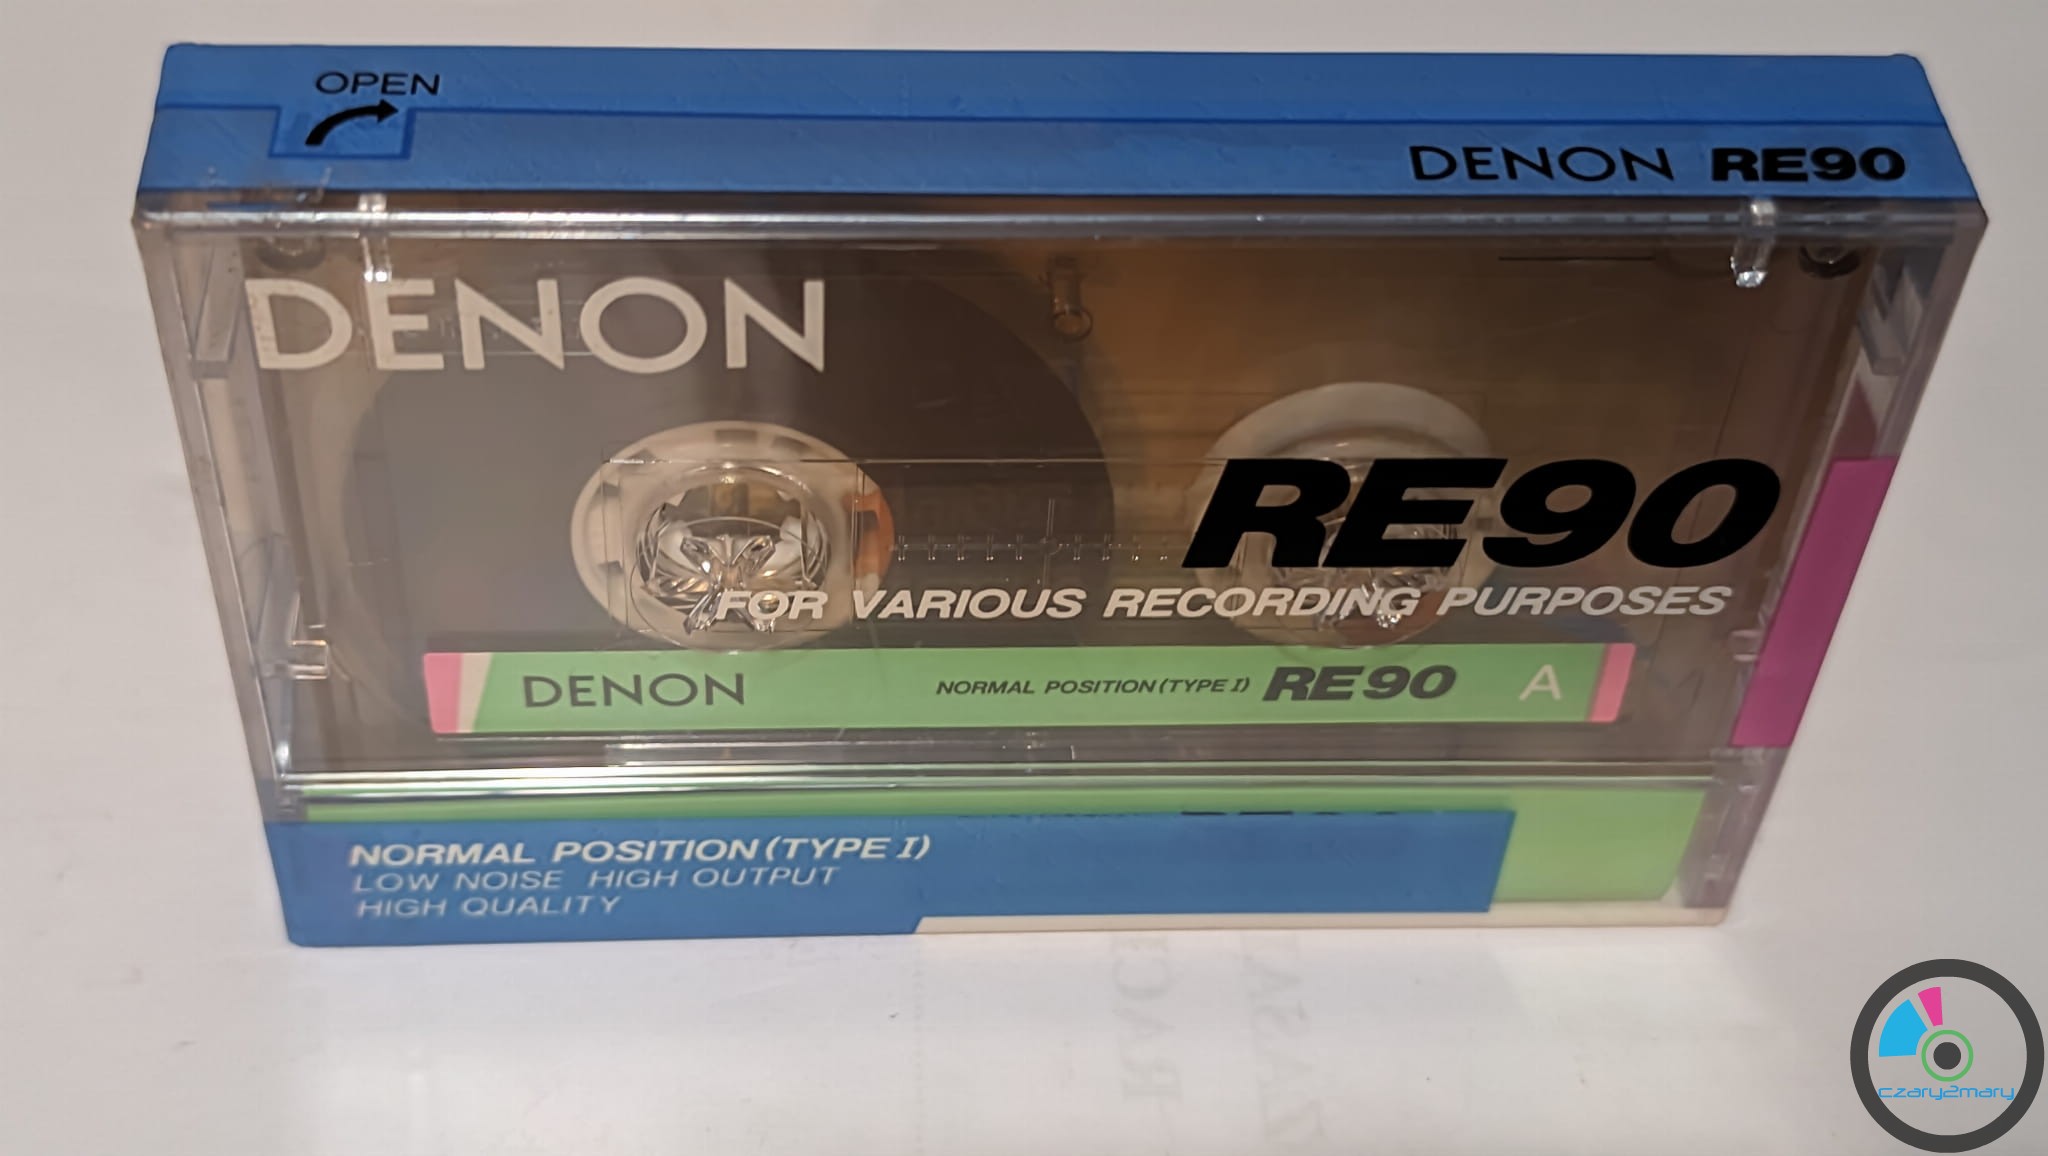 OPEN
DENON RE90
DENON
RE90
FOR VARIOUS RECORDING PURPOSES
DENON NORMAL POSITION (TYPE I) RE90 A
NORMAL POSITION (TYPE I)
LOW NOISE HIGH OUTPUT
HIGH QUALITY
czary2mary